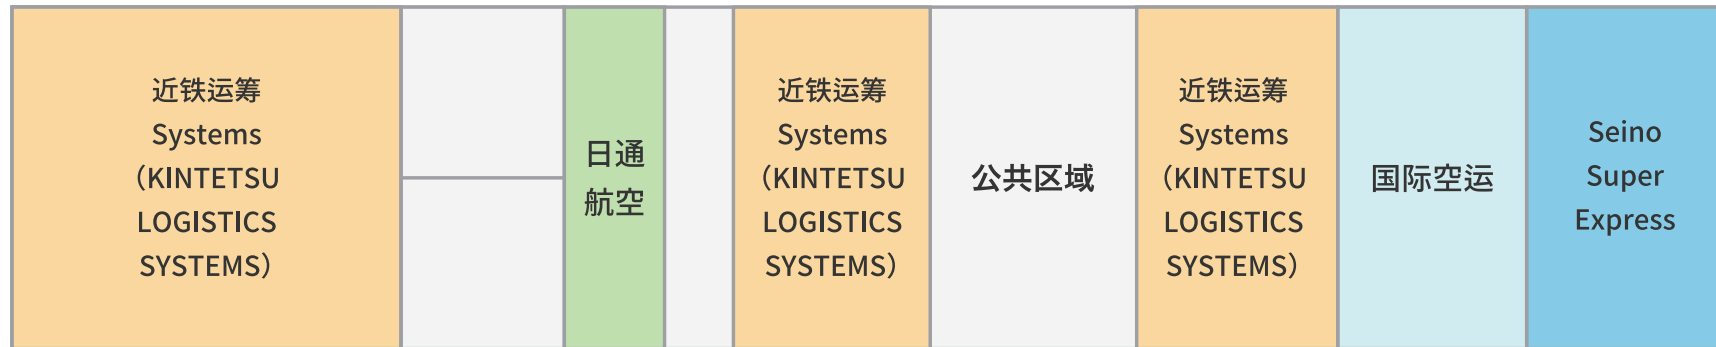 近铁运筹
Systems
（KINTETSU
LOGISTICS
SYSTEMS）
日通
航空
近铁运筹
Systems
（KINTETSU
LOGISTICS
SYSTEMS）
公共区域
近铁运筹
Systems
（KINTETSU
LOGISTICS
SYSTEMS）
国际空运
Seino
Super
Express